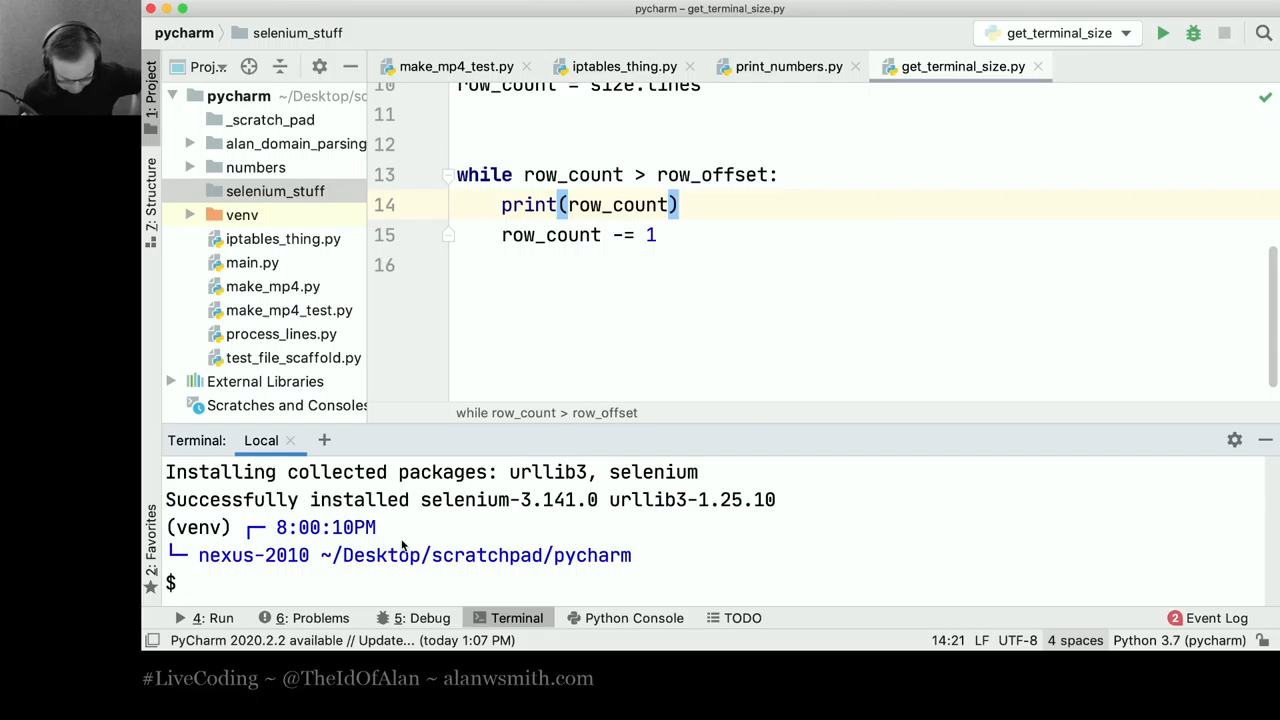 pycharm – get_terminal_size.py
pycharm selenium_stuff get_terminal_size
1: Project Proj. make_mp4_test.py iptables_thing.py print_numbers.py get_terminal_size.py
pycharm ~/Desktop/sc
_scratch_pad
alan_domain_parsing
numbers
selenium_stuff
venv
iptables_thing.py
main.py
make_mp4.py
make_mp4_test.py
process_lines.py
test_file_scaffold.py
External Libraries
Scratches and Consoles
10 row_count = size.lines
11
12
13 while row_count > row_offset:
14 print(row_count)
15 row_count -= 1
16
while row_count > row_offset
Z: Structure
2: Favorites
Terminal: Local
Installing collected packages: urllib3, selenium
Successfully installed selenium-3.141.0 urllib3-1.25.10
(venv) ┌─ 8:00:10PM
└─ nexus-2010 ~/Desktop/scratchpad/pycharm
$
4: Run 6: Problems 5: Debug Terminal Python Console TODO 2 Event Log
PyCharm 2020.2.2 available // Update... (today 1:07 PM) 14:21 LF UTF-8 4 spaces Python 3.7 (pycharm)
#LiveCoding ~ @TheIdOfAlan ~ alanwsmith.com